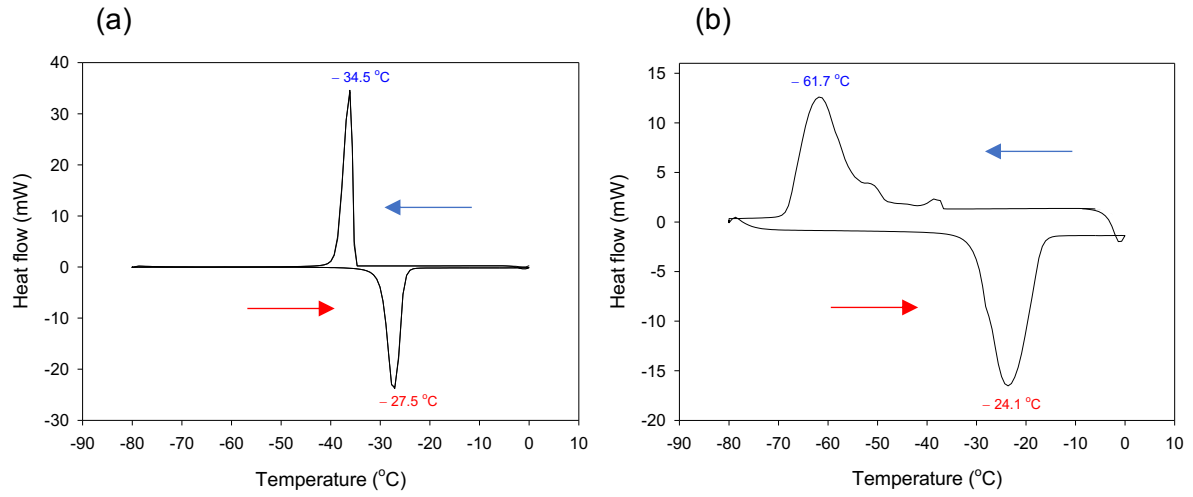 (a)
– 34.5 °C
40
30
20
10
0
-10
-20
-30
Heat flow (mW)
– 27.5 °C
-90 -80 -70 -60 -50 -40 -30 -20 -10 0 10
Temperature (°C)
(b)
– 61.7 °C
15
10
5
0
-5
-10
-15
-20
Heat flow (mW)
– 24.1 °C
-90 -80 -70 -60 -50 -40 -30 -20 -10 0 10
Temperature (°C)